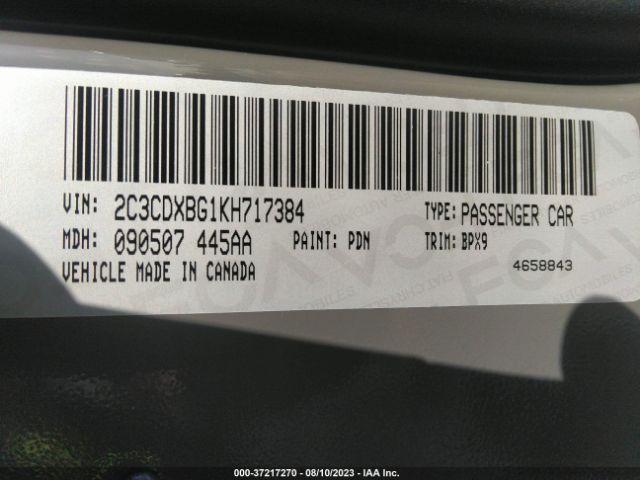 VIN: 2C3CDXBG1KH717384 TYPE: PASSENGER CAR
MDH: 090507 445AA PAINT: PDN TRIM: BPX9
VEHICLE MADE IN CANADA 4658843
000-37217270 - 08/10/2023 - IAA Inc.